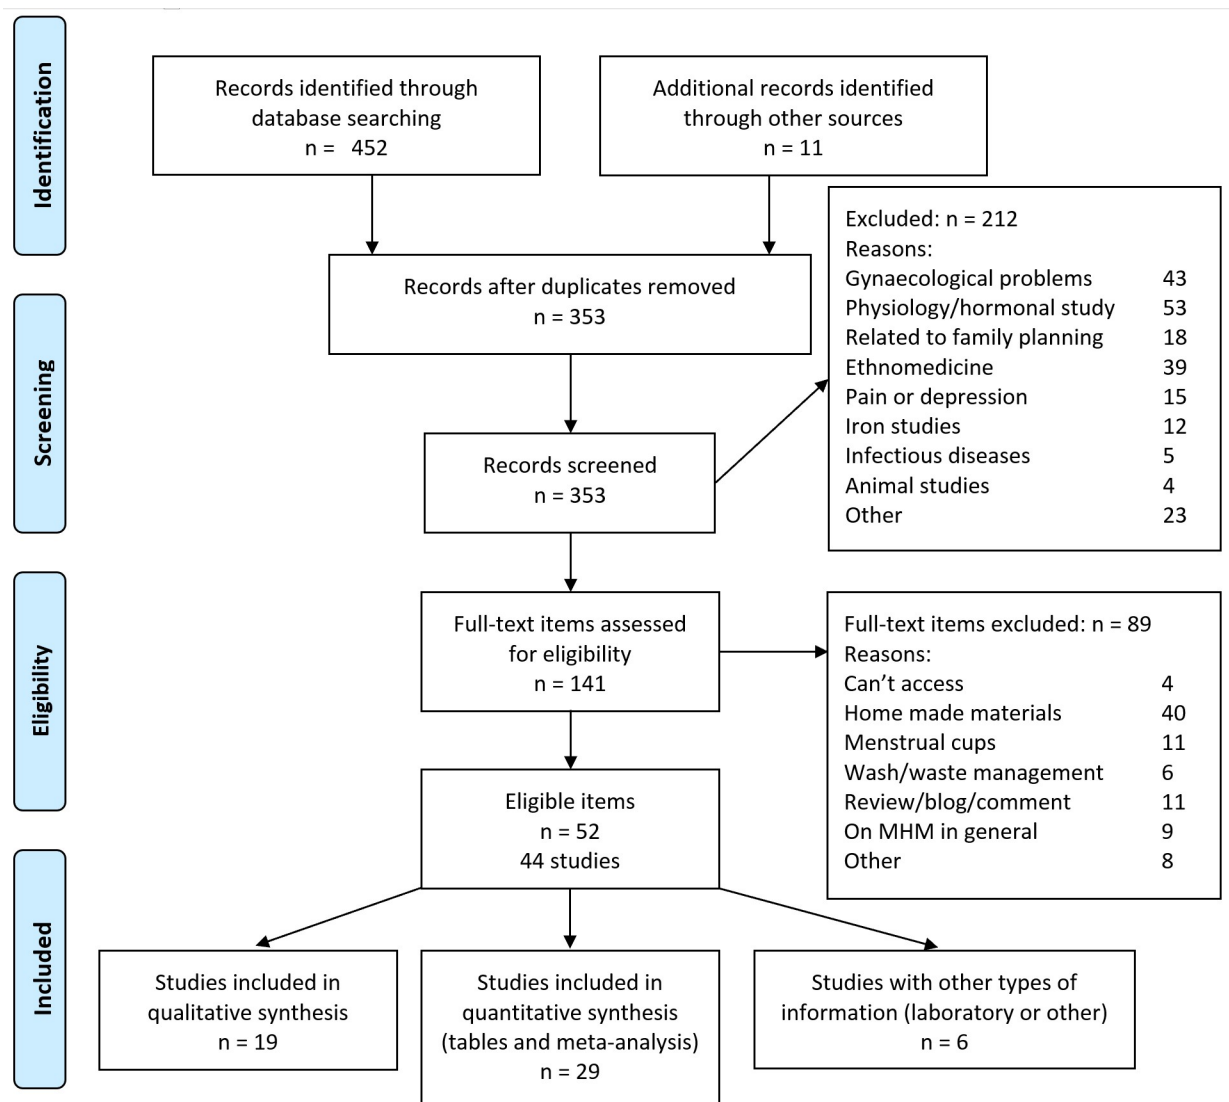 Identification
Records identified through
database searching
n = 452
Additional records identified
through other sources
n = 11
Records after duplicates removed
n = 353
Excluded: n = 212
Reasons:
Gynaecological problems 43
Physiology/hormonal study 53
Related to family planning 18
Ethnomedicine 39
Pain or depression 15
Iron studies 12
Infectious diseases 5
Animal studies 4
Other 23
Screening
Records screened
n = 353
Eligibility
Full-text items assessed
for eligibility
n = 141
Full-text items excluded: n = 89
Reasons:
Can’t access 4
Home made materials 40
Menstrual cups 11
Wash/waste management 6
Review/blog/comment 11
On MHM in general 9
Other 8
Eligible items
n = 52
44 studies
Included
Studies included in
qualitative synthesis
n = 19
Studies included in
quantitative synthesis
(tables and meta-analysis)
n = 29
Studies with other types of
information (laboratory or other)
n = 6